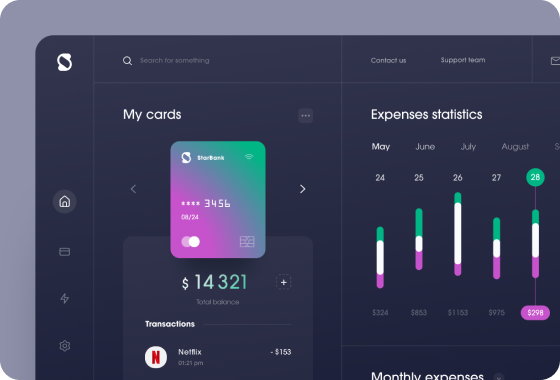 Search for something
Contact us
Support team
My cards
StarBank
**** 3456
08/24
$ 14 321
Total balance
Transactions
Netflix
- $153
01:21 pm
Expenses statistics
May June July August S
24 25 26 27 28
$324 $853 $1153 $975 $298
Monthly expenses